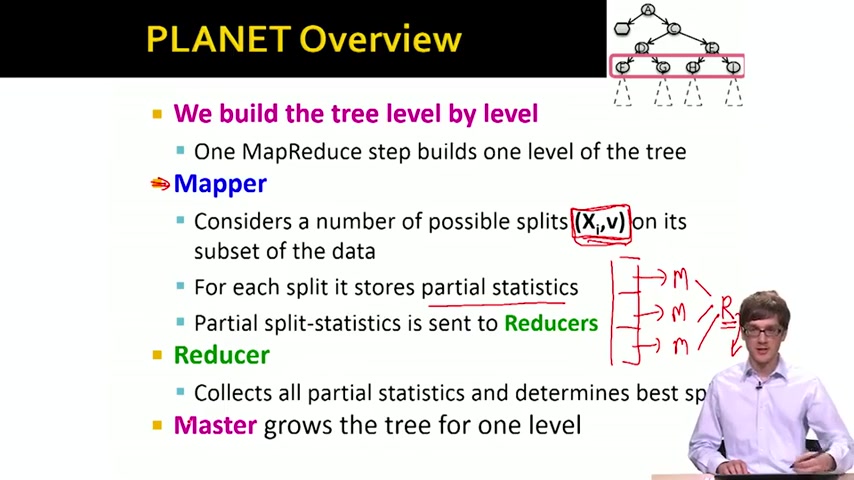 PLANET Overview
A
C
D
E
F
G
H
I
We build the tree level by level
One MapReduce step builds one level of the tree
Mapper
Considers a number of possible splits (Xi,v) on its
subset of the data
For each split it stores partial statistics
Partial split-statistics is sent to Reducers
M
M
M
R
Reducer
Collects all partial statistics and determines best sp
Master grows the tree for one level